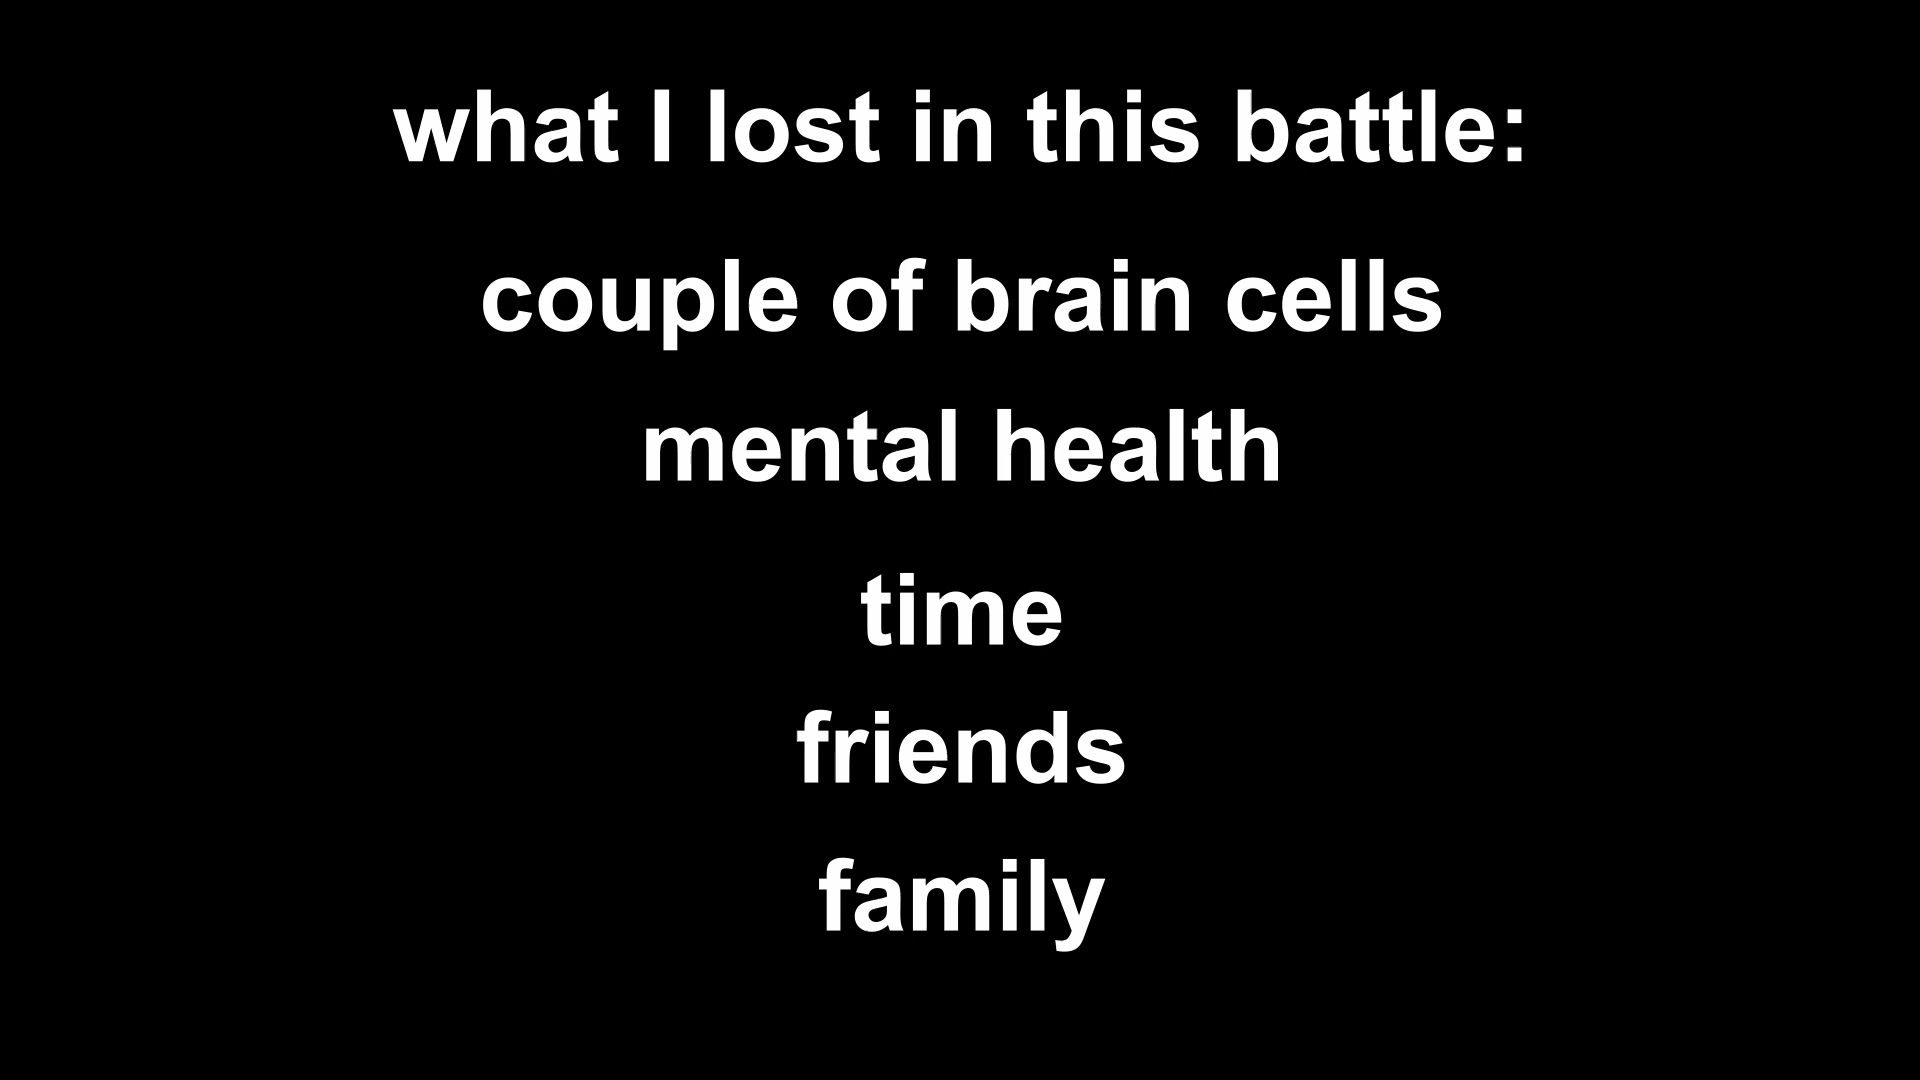 what I lost in this battle:
couple of brain cells
mental health
time
friends
family